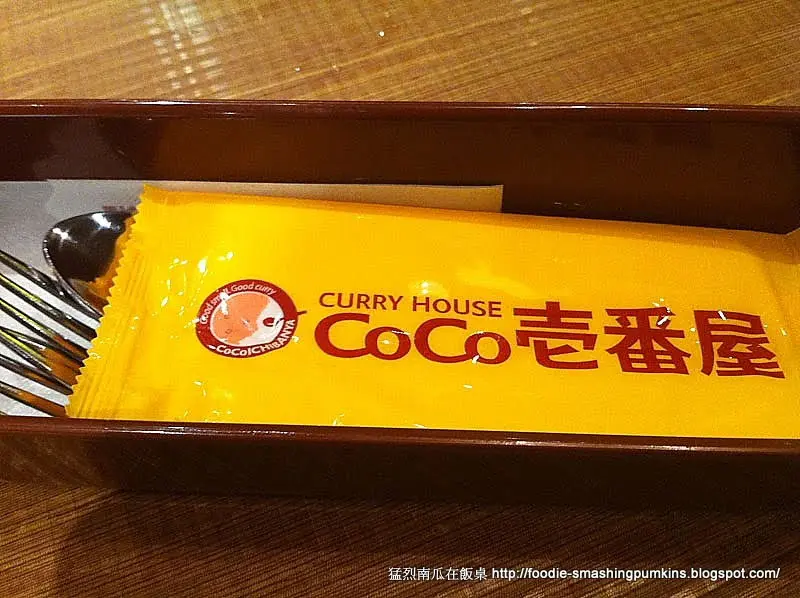 Good smell Good curry
CoCoICHIBANYA
CURRY HOUSE
CoCo壱番屋
猛烈南瓜在飯桌 http://foodie-smashingpumkins.blogspot.com/